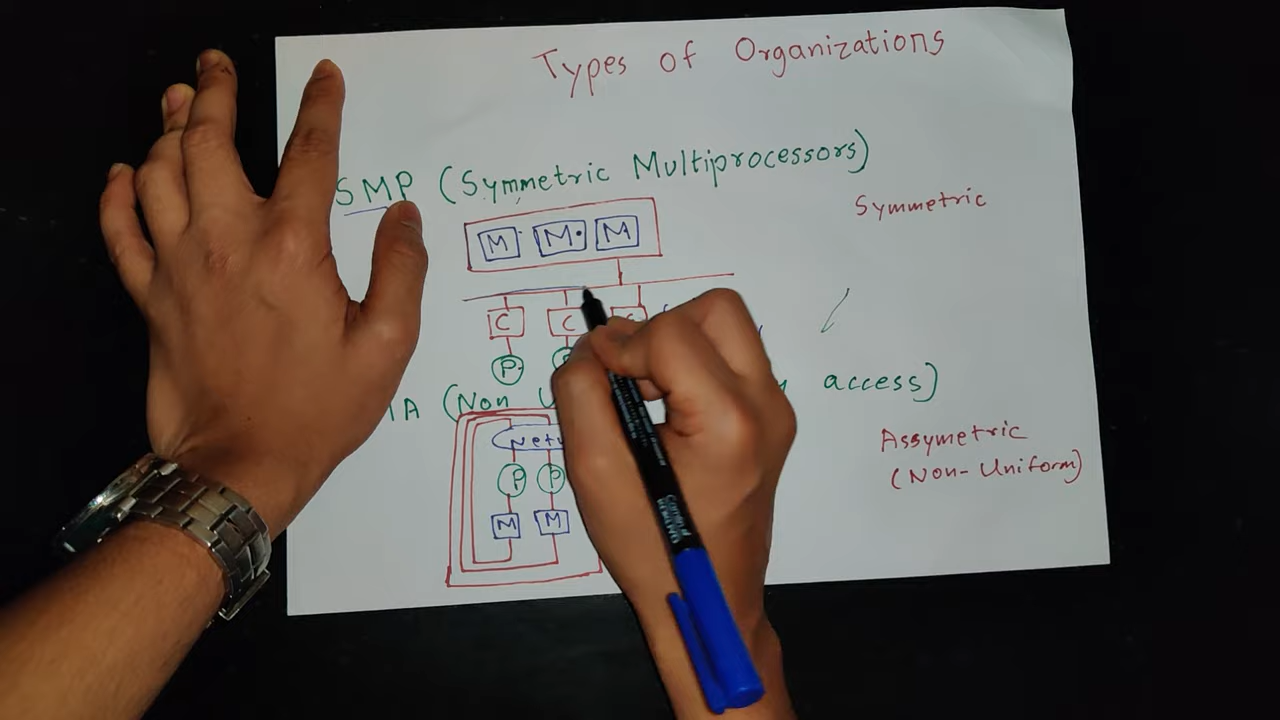 Types of Organizations
SMP (Symmetric Multiprocessors)
Symmetric
M M M
C C
P
(Non access)
Assymetric
(Non-Uniform)
P P
M M